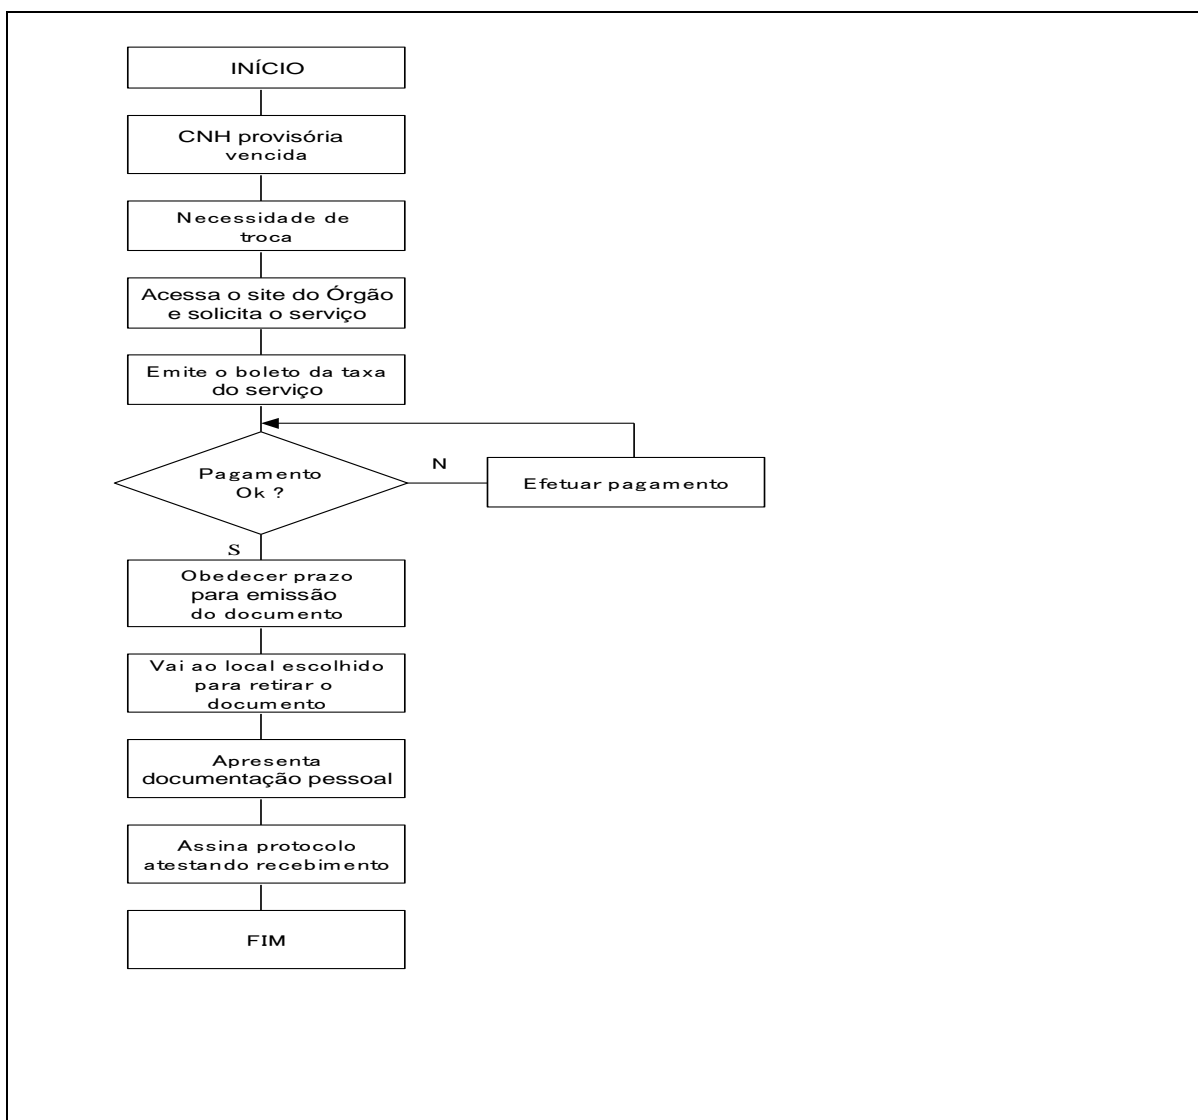 INÍCIO
CNH provisória
vencida
Necessidade de
troca
Acessa o site do Órgão
e solicita o serviço
Emite o boleto da taxa
do serviço
Pagamento
Ok ?
N
Efetuar pagamento
S
Obedecer prazo
para emissão
do documento
Vai ao local escolhido
para retirar o
documento
Apresenta
documentação pessoal
Assina protocolo
atestando recebimento
FIM